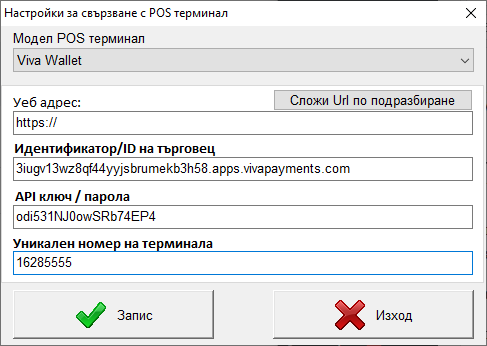 Настройки за свързване с POS терминал
Модел POS терминал
Viva Wallet
Уеб адрес:
Сложи Url по подразбиране
https://
Идентификатор/ID на търговец
3iugv13wz8qf44yyjsbrumekb3h58.apps.vivapayments.com
API ключ / парола
odi531NJ0owSRb74EP4
Уникален номер на терминала
16285555
Запис
Изход